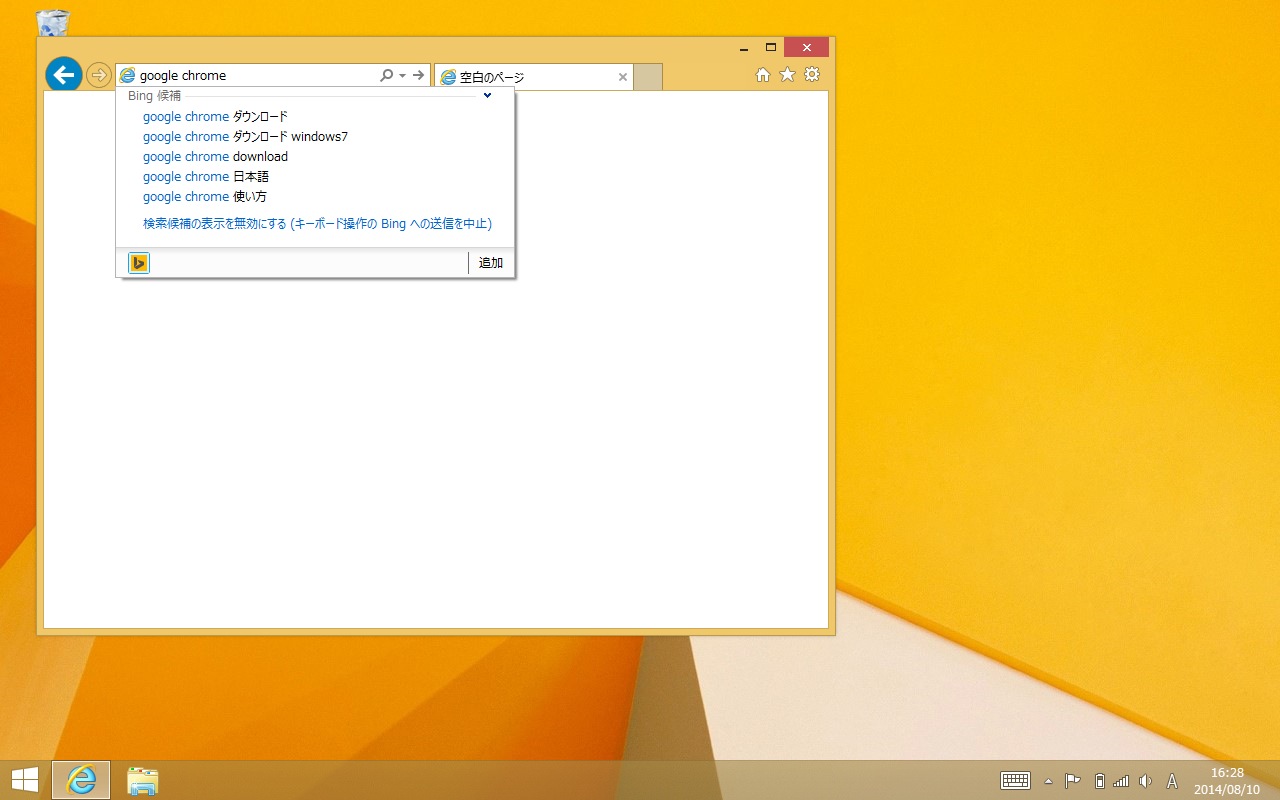 google chrome
空白のページ
Bing 候補
google chrome ダウンロード
google chrome ダウンロード windows7
google chrome download
google chrome 日本語
google chrome 使い方
検索候補の表示を無効にする (キーボード操作の Bing への送信を中止)
追加
A
16:28
2014/08/10